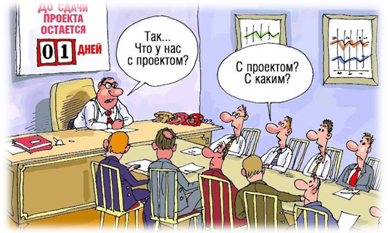 ДО СДАЧИ
ПРОЕКТА
ОСТАЕТСЯ
01 ДНЕЙ
Так...
Что у нас
с проектом?
С проектом?
С каким?